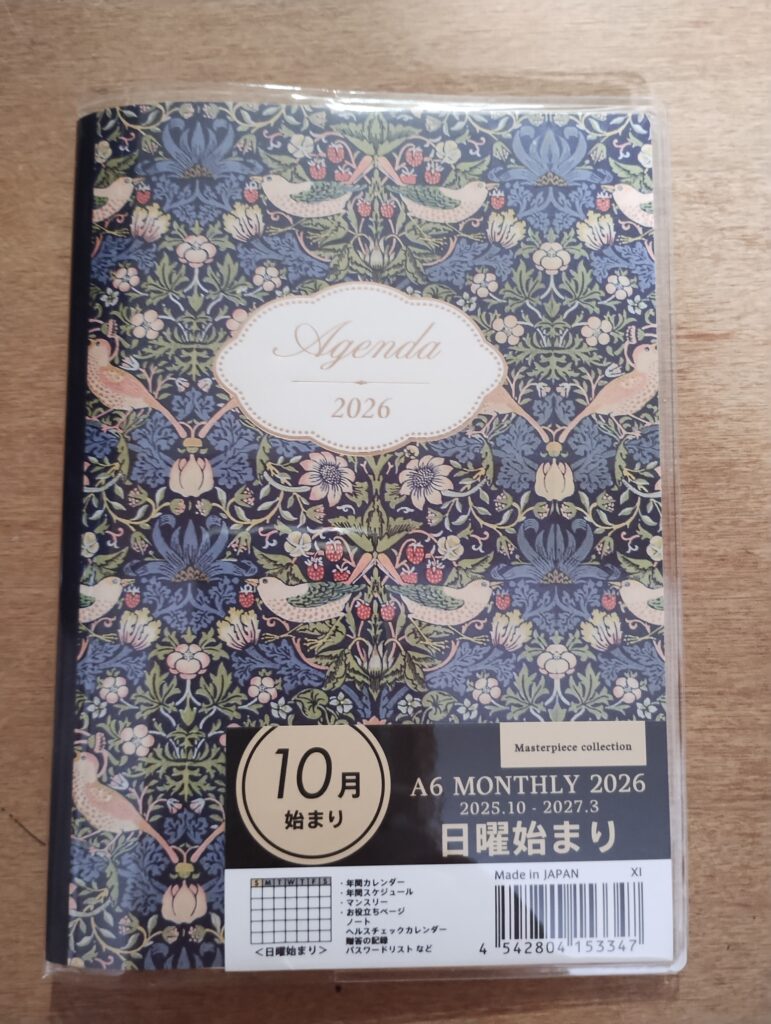 Agenda
2026
Masterpiece collection
10月
始まり
A6 MONTHLY 2026
2025.10 - 2027.3
日曜始まり
S M T W T F S
<日曜始まり>
・年間カレンダー
・年間スケジュール
・マンスリー
・お役立ちページ
ノート
ヘルスチェックカレンダー
贈答の記録
パスワードリスト など
Made in JAPAN XI
4 542804 153347